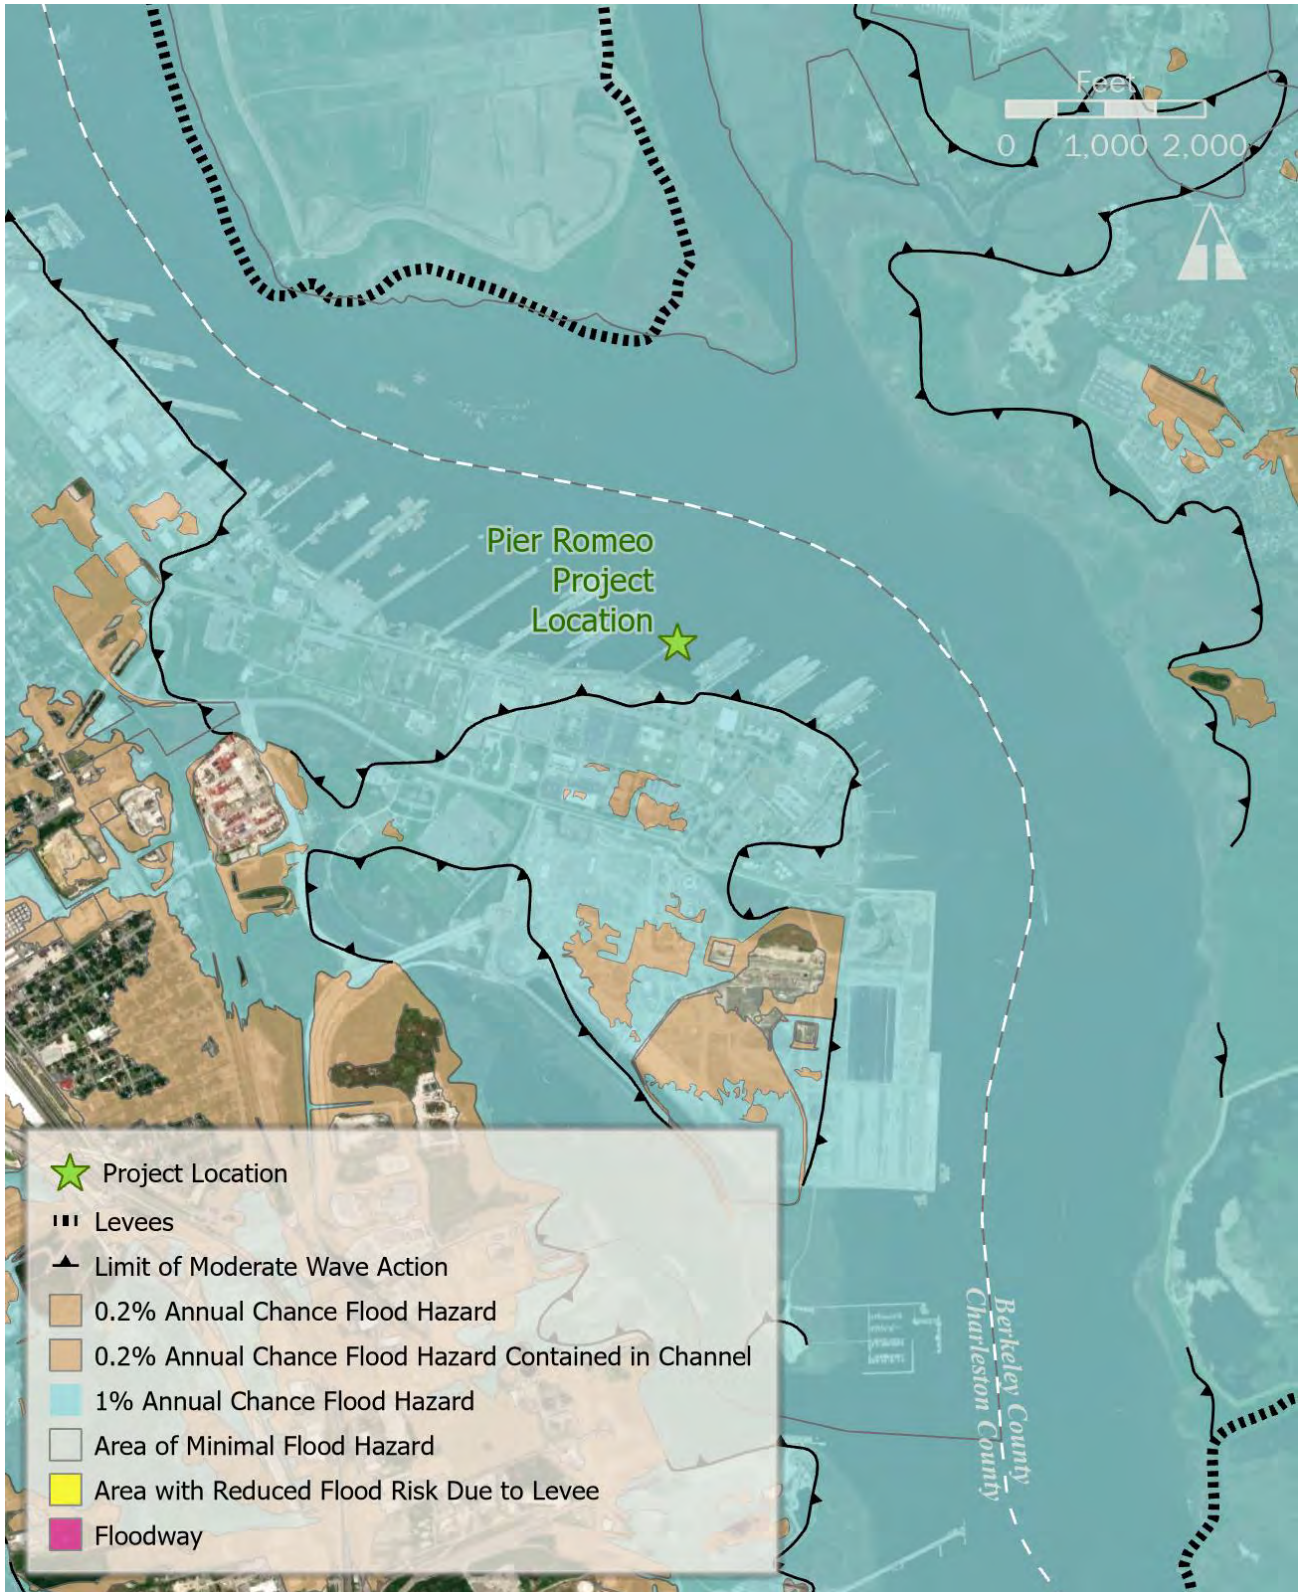 Feet
0 1,000 2,000
Pier Romeo
Project
Location
Berkeley County
Charleston County
Project Location
Levees
Limit of Moderate Wave Action
0.2% Annual Chance Flood Hazard
0.2% Annual Chance Flood Hazard Contained in Channel
1% Annual Chance Flood Hazard
Area of Minimal Flood Hazard
Area with Reduced Flood Risk Due to Levee
Floodway